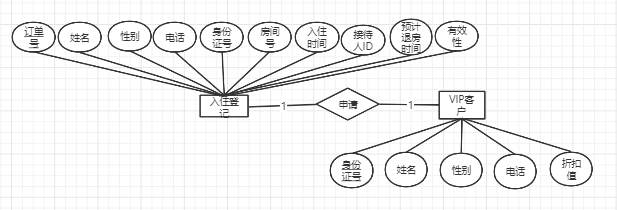 订单
号
姓名
性别
电话
身份
证号
房间
号
入住
时间
接待
人ID
预计
退房
时间
有效
性
入住登
记
1
申请
1
VIP客
户
身份
证号
姓名
性别
电话
折扣
值